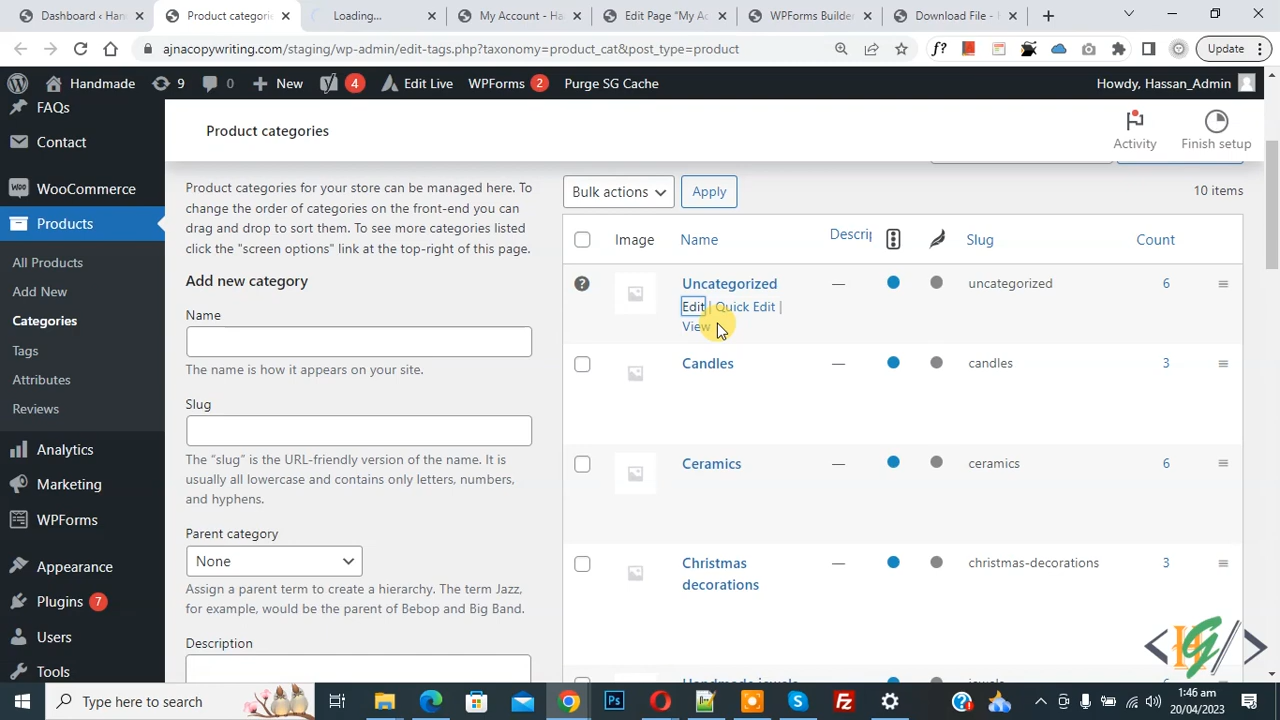 Dashboard ‹ Han
Product categorie
Loading...
My Account - Ha
Edit Page "My Ac
WPForms Builder
Download File - H
ajnacopywriting.com/staging/wp-admin/edit-tags.php?taxonomy=product_cat&post_type=product
f?
Update
Handmade
9
0
New
4
Edit Live
WPForms
2
Purge SG Cache
Howdy, Hassan_Admin
FAQs
Contact
WooCommerce
Products
All Products
Add New
Categories
Tags
Attributes
Reviews
Analytics
Marketing
WPForms
Appearance
Plugins 7
Users
Tools
Product categories
Activity
Finish setup
Product categories for your store can be managed here. To
change the order of categories on the front-end you can
drag and drop to sort them. To see more categories listed
click the "screen options" link at the top-right of this page.
Add new category
Name
The name is how it appears on your site.
Slug
The “slug” is the URL-friendly version of the name. It is
usually all lowercase and contains only letters, numbers,
and hyphens.
Parent category
None
Assign a parent term to create a hierarchy. The term Jazz,
for example, would be the parent of Bebop and Big Band.
Description
Bulk actions
Apply
10 items
Image
Name
Descrip
Slug
Count
Uncategorized
—
uncategorized
6
Edit | Quick Edit |
View
Candles
—
candles
3
Ceramics
—
ceramics
6
Christmas
decorations
—
christmas-decorations
3
Handmade jewels
jewels
6
Type here to search
1:46 am
20/04/2023